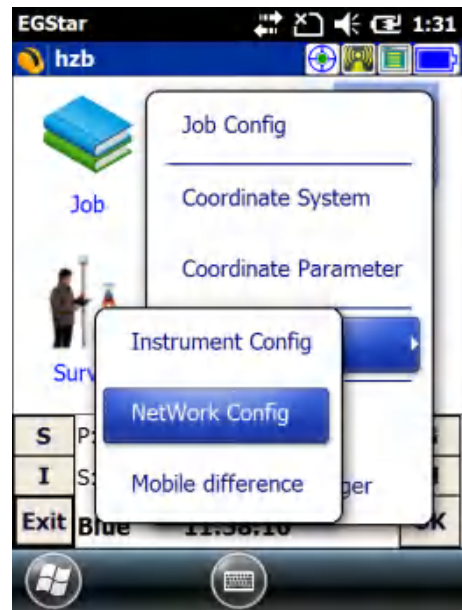 EGStar 1:31
hzb
Job Config
Job
Coordinate System
Coordinate Parameter
Instrument Config
NetWork Config
S P:
I S:
Mobile difference
Exit Blue